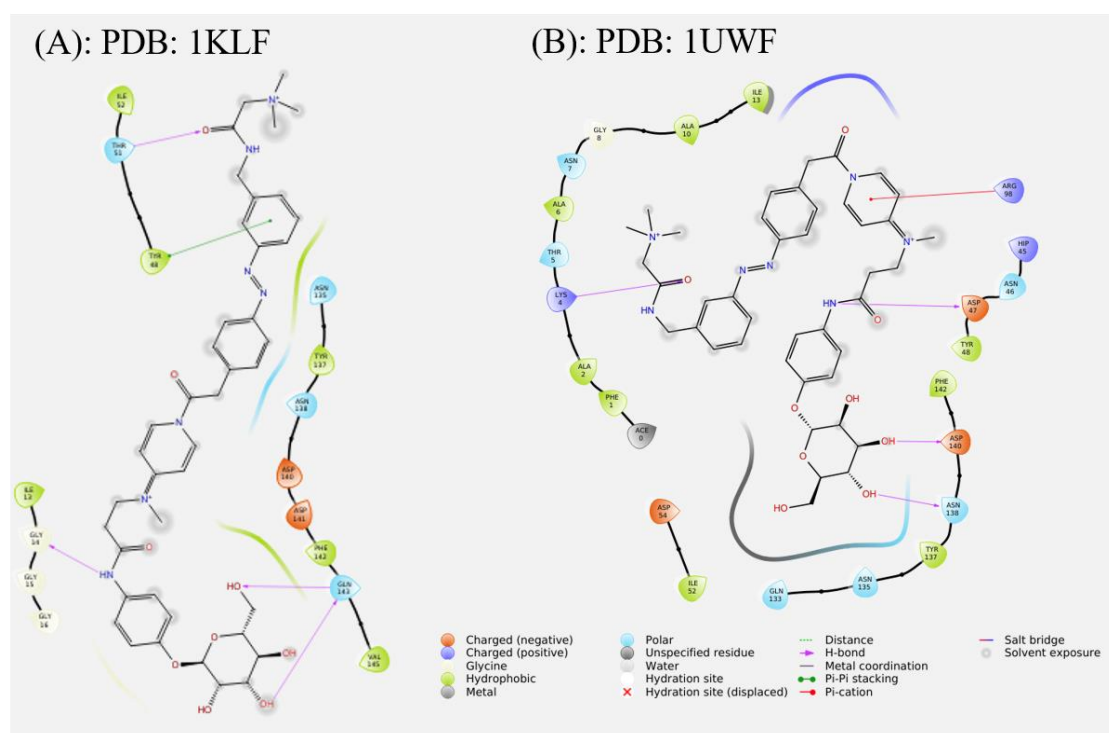 (A): PDB: 1KLF
(B): PDB: 1UWF
ILE
52
THR
51
TYR
48
O
NH
N+
N
N
ASN
135
TYR
137
ASN
138
ASP
140
ASP
141
PHE
142
GLN
143
VAL
145
O
N
N+
O
HN
ILE
13
GLY
14
GLY
15
GLY
16
O
O
HO
OH
HO
OH
ILE
13
ALA
10
GLY
8
ASN
7
ALA
6
THR
5
LYS
4
ALA
2
PHE
1
ACE
0
N+
O
HN
N
N
O
N
N+
ARG
98
HIP
45
ASN
46
ASP
47
TYR
48
NH
O
O
OH
O
OH
OH
HO
PHE
142
ASP
140
ASN
138
TYR
137
ASN
135
GLN
133
ASP
54
ILE
52
Charged (negative)
Charged (positive)
Glycine
Hydrophobic
Metal
Polar
Unspecified residue
Water
Hydration site
Hydration site (displaced)
Distance
H-bond
Metal coordination
Pi-Pi stacking
Pi-cation
Salt bridge
Solvent exposure